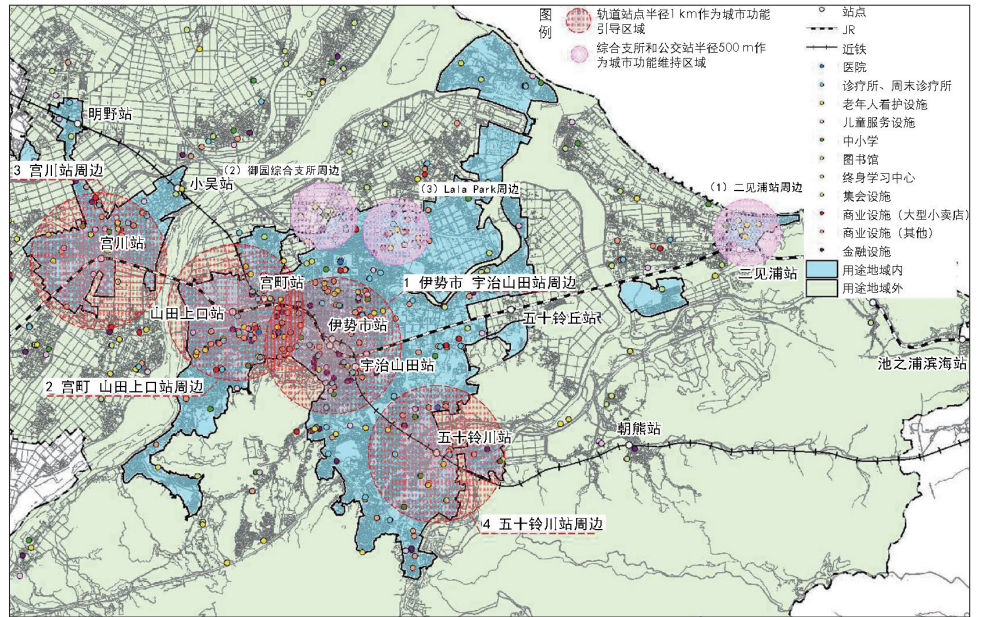 图
例
轨道站点半径1 km作为城市功能
引导区域
综合支所和公交站半径500 m作
为城市功能维持区域
站点
JR
近铁
医院
诊疗所、周末诊疗所
老年人看护设施
儿童服务设施
中小学
图书馆
终身学习中心
集会设施
商业设施（大型小卖店）
商业设施（其他）
金融设施
用途地域内
用途地域外
明野站
3 宫川站周边
小吴站
（2）御园综合支所周边
（3）Lala Park周边
（1）二见浦站周边
宫川站
宫町站
1 伊势市 宇治山田站周边
二见浦站
山田上口站
伊势市站
五十铃丘站
宇治山田站
池之浦滨海站
2 宫町 山田上口站周边
五十铃川站
朝熊站
4 五十铃川站周边